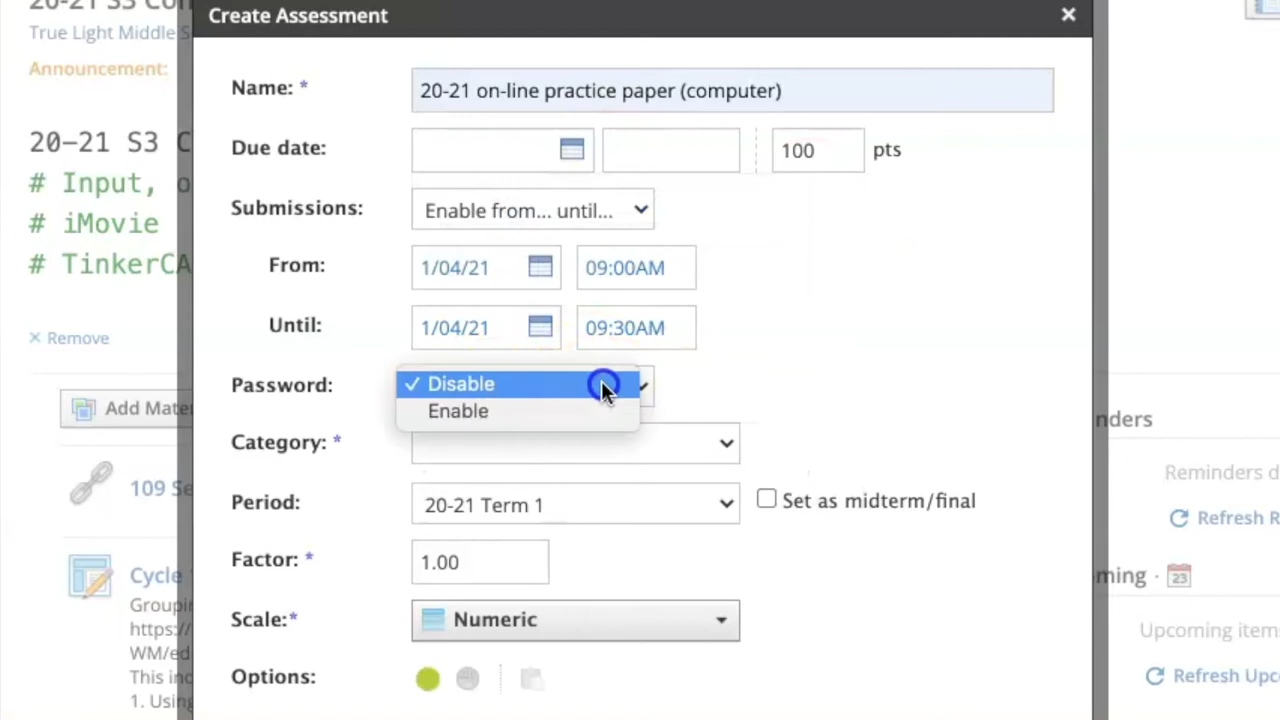 20-21 S3 Con
Create Assessment
×
True Light Middle S
Announcement:
Name: *
20-21 on-line practice paper (computer)
20-21 S3 C
Due date:
100 pts
# Input, o
Submissions:
Enable from... until...
# iMovie
From:
1/04/21
09:00AM
# TinkerCA
Until:
1/04/21
09:30AM
× Remove
Password:
✓ Disable
Enable
Add Mate
nders
Category: *
Reminders d
109 Se
Period:
20-21 Term 1
Set as midterm/final
Refresh R
Factor: *
1.00
Cycle
ming · 23
Groupin
https://
WM/ed
This inc
1. Using
Scale:*
Numeric
Upcoming items
Options:
Refresh Upc